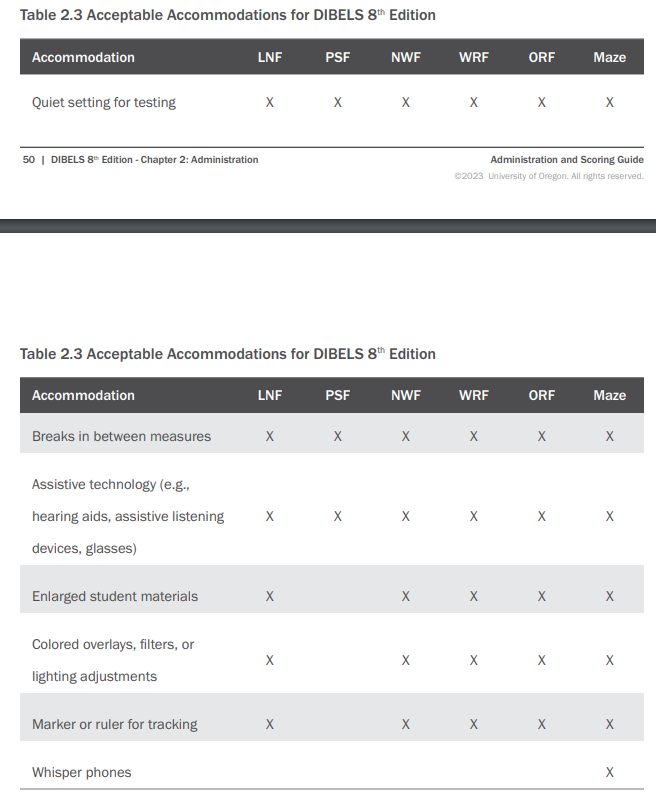 Table 2.3 Acceptable Accommodations for DIBELS 8th Edition
Accommodation LNF PSF NWF WRF ORF Maze
Quiet setting for testing X X X X X X
50 | DIBELS 8th Edition - Chapter 2: Administration Administration and Scoring Guide
©2023 University of Oregon. All rights reserved.
Table 2.3 Acceptable Accommodations for DIBELS 8th Edition
Accommodation LNF PSF NWF WRF ORF Maze
Breaks in between measures X X X X X X
Assistive technology (e.g.,
hearing aids, assistive listening X X X X X X
devices, glasses)
Enlarged student materials X X X X X
Colored overlays, filters, or
X X X X X
lighting adjustments
Marker or ruler for tracking X X X X X
Whisper phones X